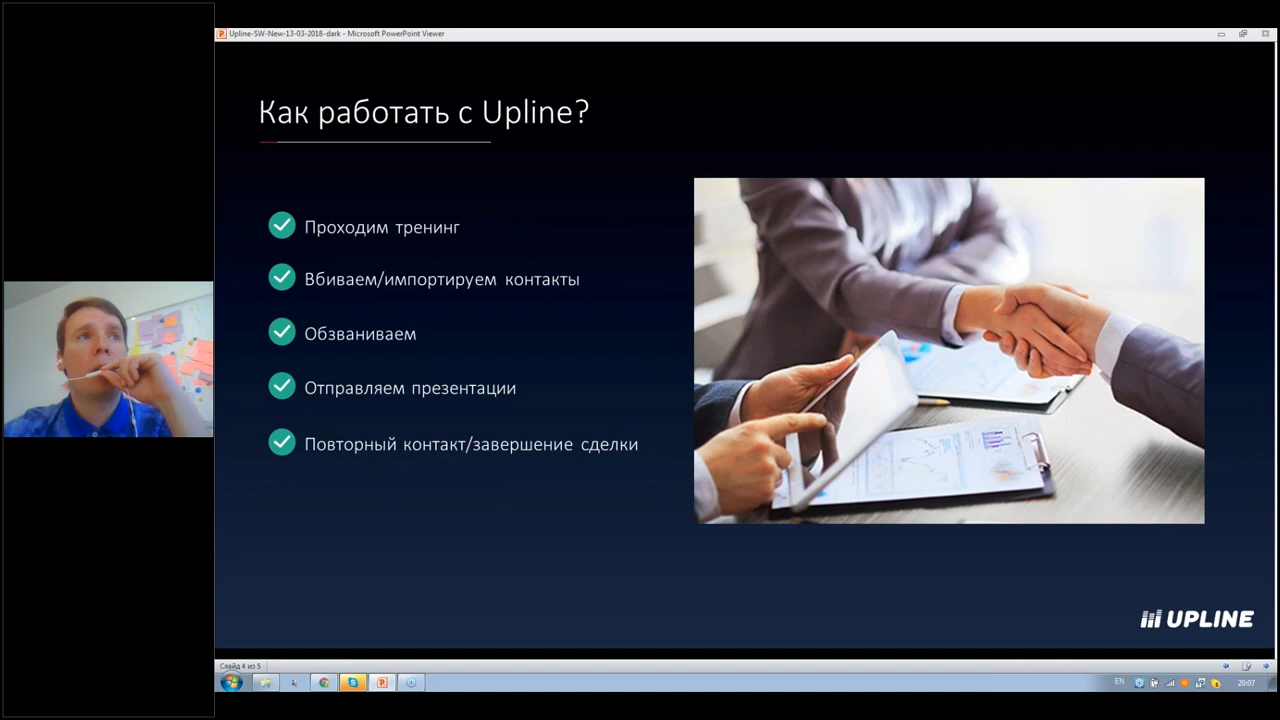 Upline-SW-New-13-03-2018-dark - Microsoft PowerPoint Viewer
Как работать с Upline?
Проходим тренинг
Вбиваем/импортируем контакты
Обзваниваем
Отправляем презентации
Повторный контакт/завершение сделки
UPLINE
Слайд 4 из 5
EN
20:07